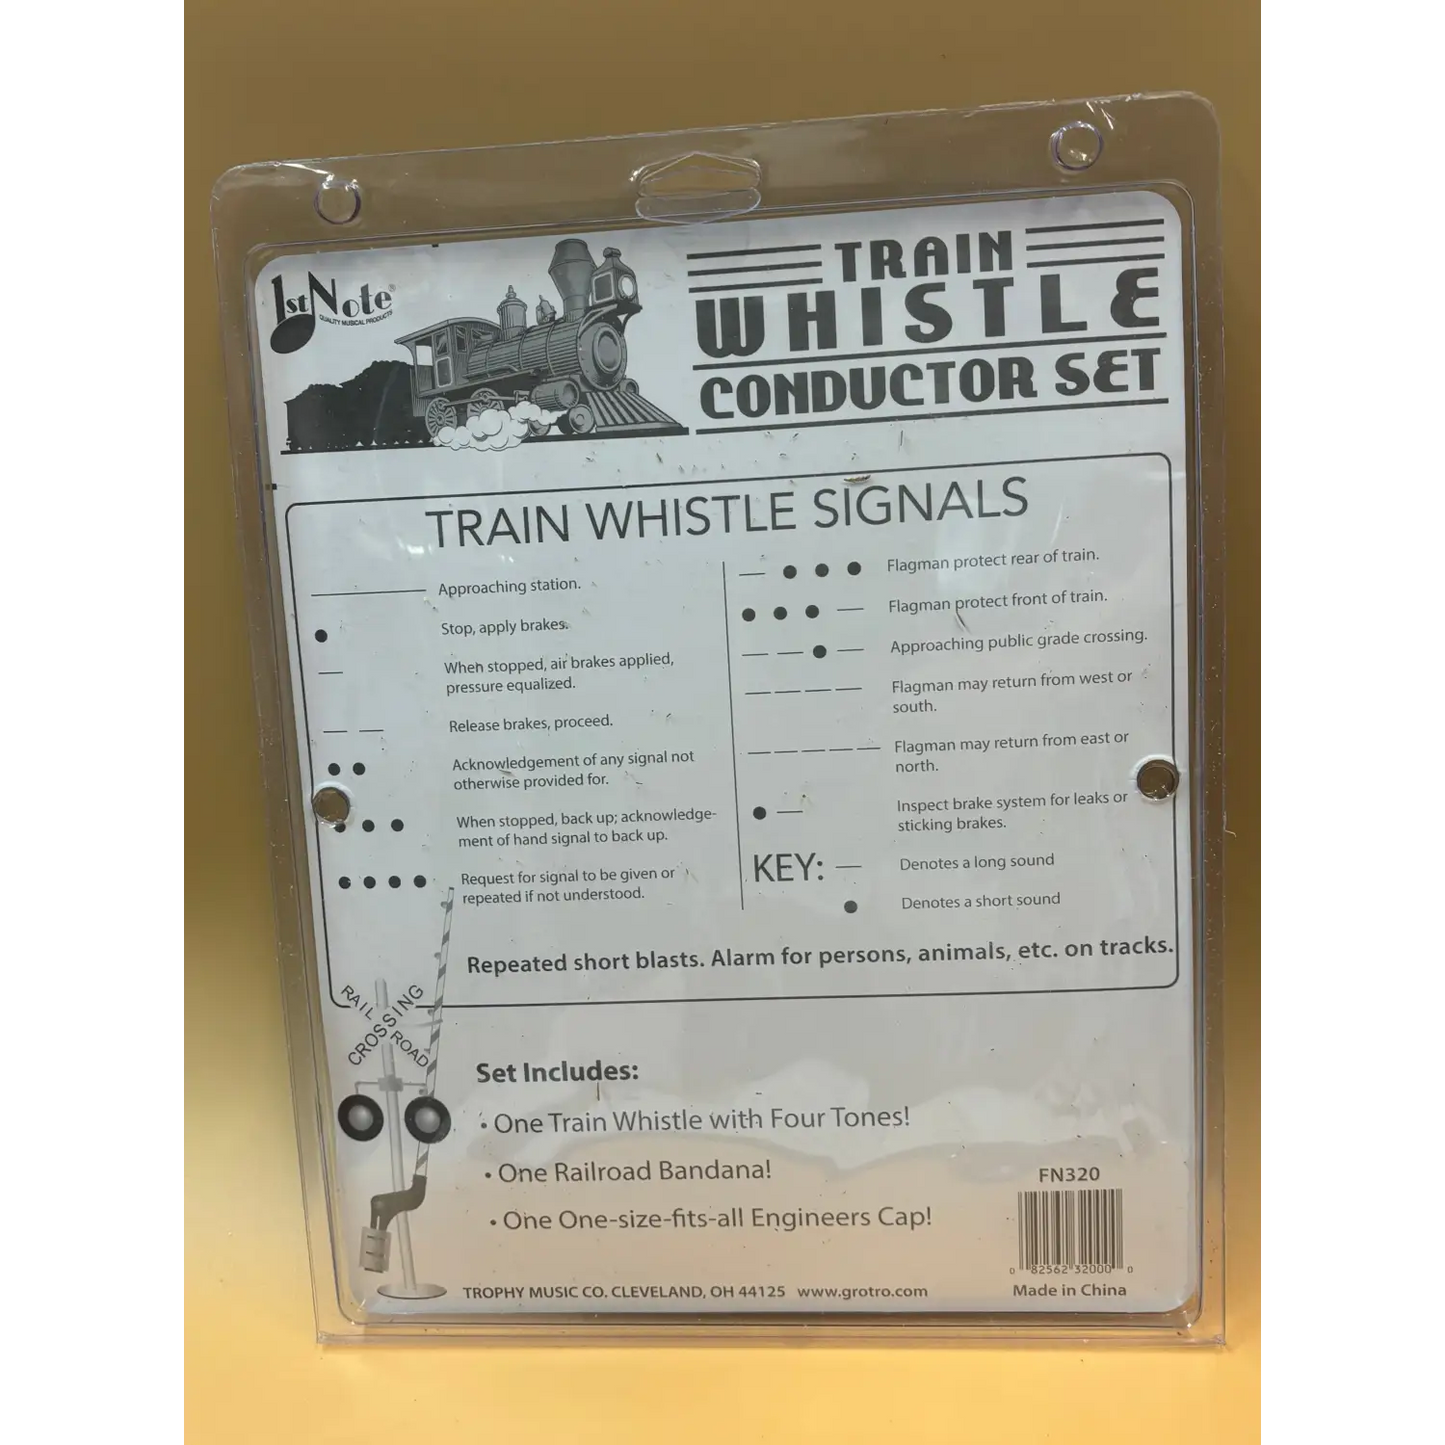 1st Note®
QUALITY MUSICAL PRODUCTS
TRAIN
WHISTLE
CONDUCTOR SET
TRAIN WHISTLE SIGNALS
Approaching station.
Stop, apply brakes.
When stopped, air brakes applied,
pressure equalized.
Release brakes, proceed.
Acknowledgement of any signal not
otherwise provided for.
When stopped, back up; acknowledge-
ment of hand signal to back up.
Request for signal to be given or
repeated if not understood.
Flagman protect rear of train.
Flagman protect front of train.
Approaching public grade crossing.
Flagman may return from west or
south.
Flagman may return from east or
north.
Inspect brake system for leaks or
sticking brakes.
KEY: — Denotes a long sound
● Denotes a short sound
Repeated short blasts. Alarm for persons, animals, etc. on tracks.
RAIL ROAD
CROSSING
Set Includes:
• One Train Whistle with Four Tones!
• One Railroad Bandana!
• One One-size-fits-all Engineers Cap!
FN320
0 82562 32000 0
TROPHY MUSIC CO. CLEVELAND, OH 44125 www.grotro.com
Made in China